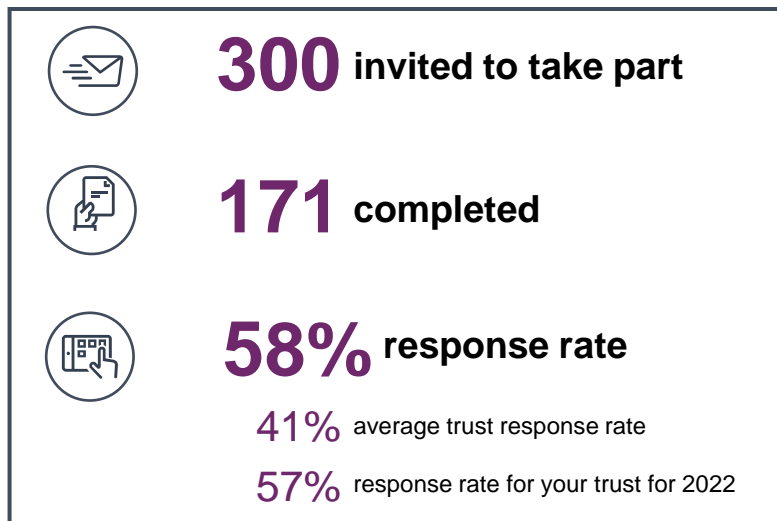 300 invited to take part
171 completed
58% response rate
41% average trust response rate
57% response rate for your trust for 2022